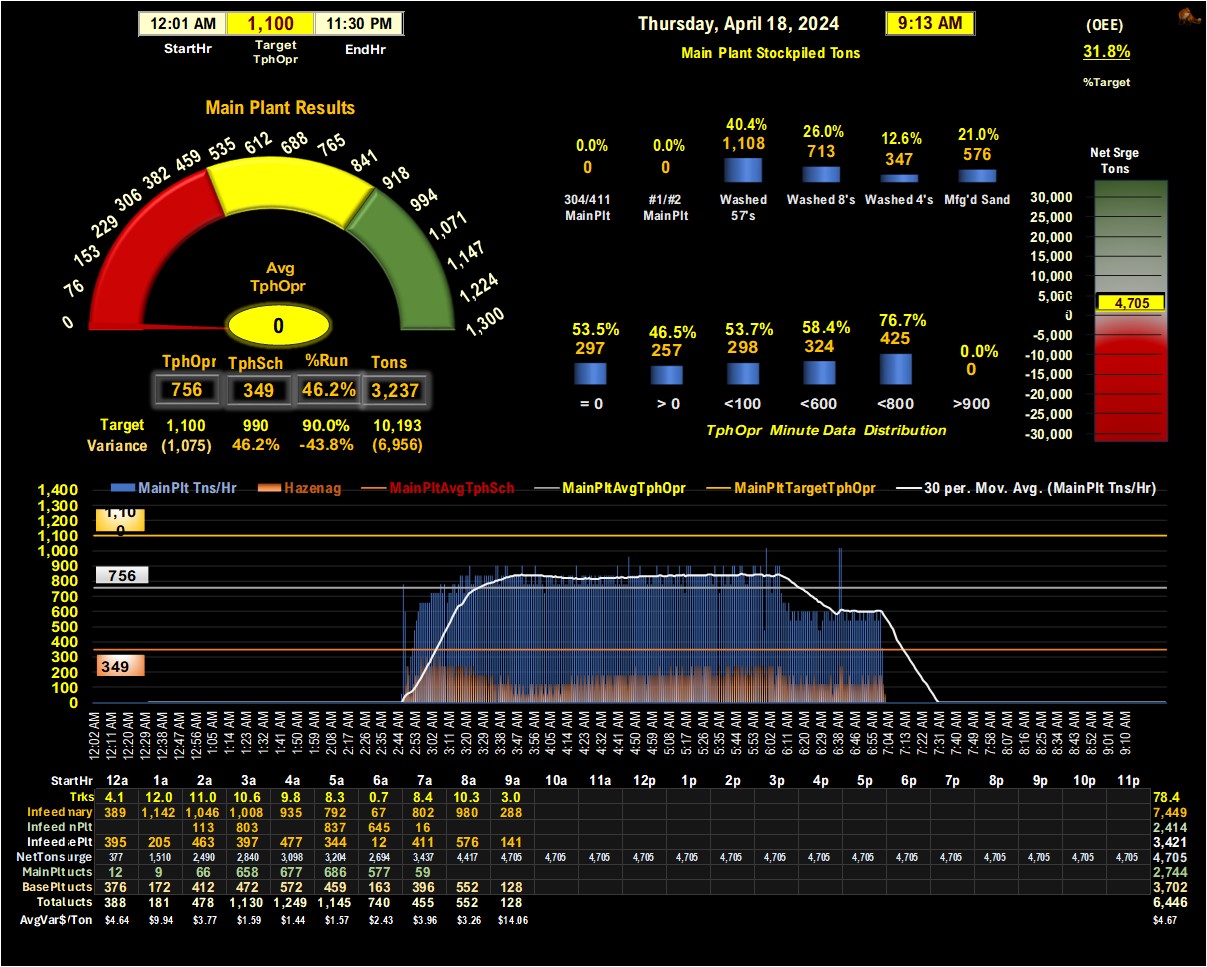 12:01 AM 1,100 11:30 PM
StartHr Target TphOpr EndHr
Thursday, April 18, 2024 9:13 AM
Main Plant Stockpiled Tons
(OEE)
31.8%
%Target
Main Plant Results
0 76 153 229 306 382 459 535 612 688 765 841 918 994 1,071 1,147 1,224 1,300
Avg
TphOpr
0
TphOpr TphSch %Run Tons
756 349 46.2% 3,237
Target 1,100 990 90.0% 10,193
Variance (1,075) 46.2% -43.8% (6,956)
0.0% 0.0% 40.4% 26.0% 12.6% 21.0%
0 0 1,108 713 347 576
304/411 MainPlt #1/#2 MainPlt Washed 57's Washed 8's Washed 4's Mfg'd Sand
53.5% 46.5% 53.7% 58.4% 76.7% 0.0%
297 257 298 324 425 0
= 0 > 0 <100 <600 <800 >900
TphOpr Minute Data Distribution
Net Srge
Tons
30,000
25,000
20,000
15,000
10,000
5,000
4,705
0
-5,000
-10,000
-15,000
-20,000
-25,000
-30,000
MainPlt Tns/Hr Hazenag MainPltAvgTphSch MainPltAvgTphOpr MainPltTargetTphOpr 30 per. Mov. Avg. (MainPlt Tns/Hr)
1,400
1,300
1,200
1,100
1,000
900
800
700
600
500
400
300
200
100
0
1,100
756
349
12:02 AM 12:11 AM 12:20 AM 12:29 AM 12:38 AM 12:47 AM 12:56 AM 1:05 AM 1:14 AM 1:23 AM 1:32 AM 1:41 AM 1:50 AM 1:59 AM 2:08 AM 2:17 AM 2:26 AM 2:35 AM 2:44 AM 2:53 AM 3:02 AM 3:11 AM 3:20 AM 3:29 AM 3:38 AM 3:47 AM 3:56 AM 4:05 AM 4:14 AM 4:23 AM 4:32 AM 4:41 AM 4:50 AM 4:59 AM 5:08 AM 5:17 AM 5:26 AM 5:35 AM 5:44 AM 5:53 AM 6:02 AM 6:11 AM 6:20 AM 6:29 AM 6:38 AM 6:46 AM 6:55 AM 7:04 AM 7:13 AM 7:22 AM 7:31 AM 7:40 AM 7:49 AM 7:58 AM 8:07 AM 8:16 AM 8:25 AM 8:34 AM 8:43 AM 8:52 AM 9:01 AM 9:10 AM
StartHr 12a 1a 2a 3a 4a 5a 6a 7a 8a 9a 10a 11a 12p 1p 2p 3p 4p 5p 6p 7p 8p 9p 10p 11p
Trks 4.1 12.0 11.0 10.6 9.8 8.3 0.7 8.4 10.3 3.0 78.4
Infeed mary 389 1,142 1,046 1,008 935 792 67 802 980 288 7,449
Infeed nPlt 113 803 837 645 16 2,414
Infeed ePlt 395 205 463 397 477 344 12 411 576 141 3,421
NetTons urge 377 1,510 2,490 2,840 3,098 3,204 2,694 3,437 4,417 4,705 4,705 4,705 4,705 4,705 4,705 4,705 4,705 4,705 4,705 4,705 4,705 4,705 4,705 4,705 4,705
MainPlt ucts 12 9 66 658 677 686 577 59 2,744
BasePlt ucts 376 172 412 472 572 459 163 396 552 128 3,702
Total ucts 388 181 478 1,130 1,249 1,145 740 455 552 128 6,446
AvgVar$/Ton $4.64 $9.94 $3.77 $1.59 $1.44 $1.57 $2.43 $3.96 $3.26 $14.06 $4.67